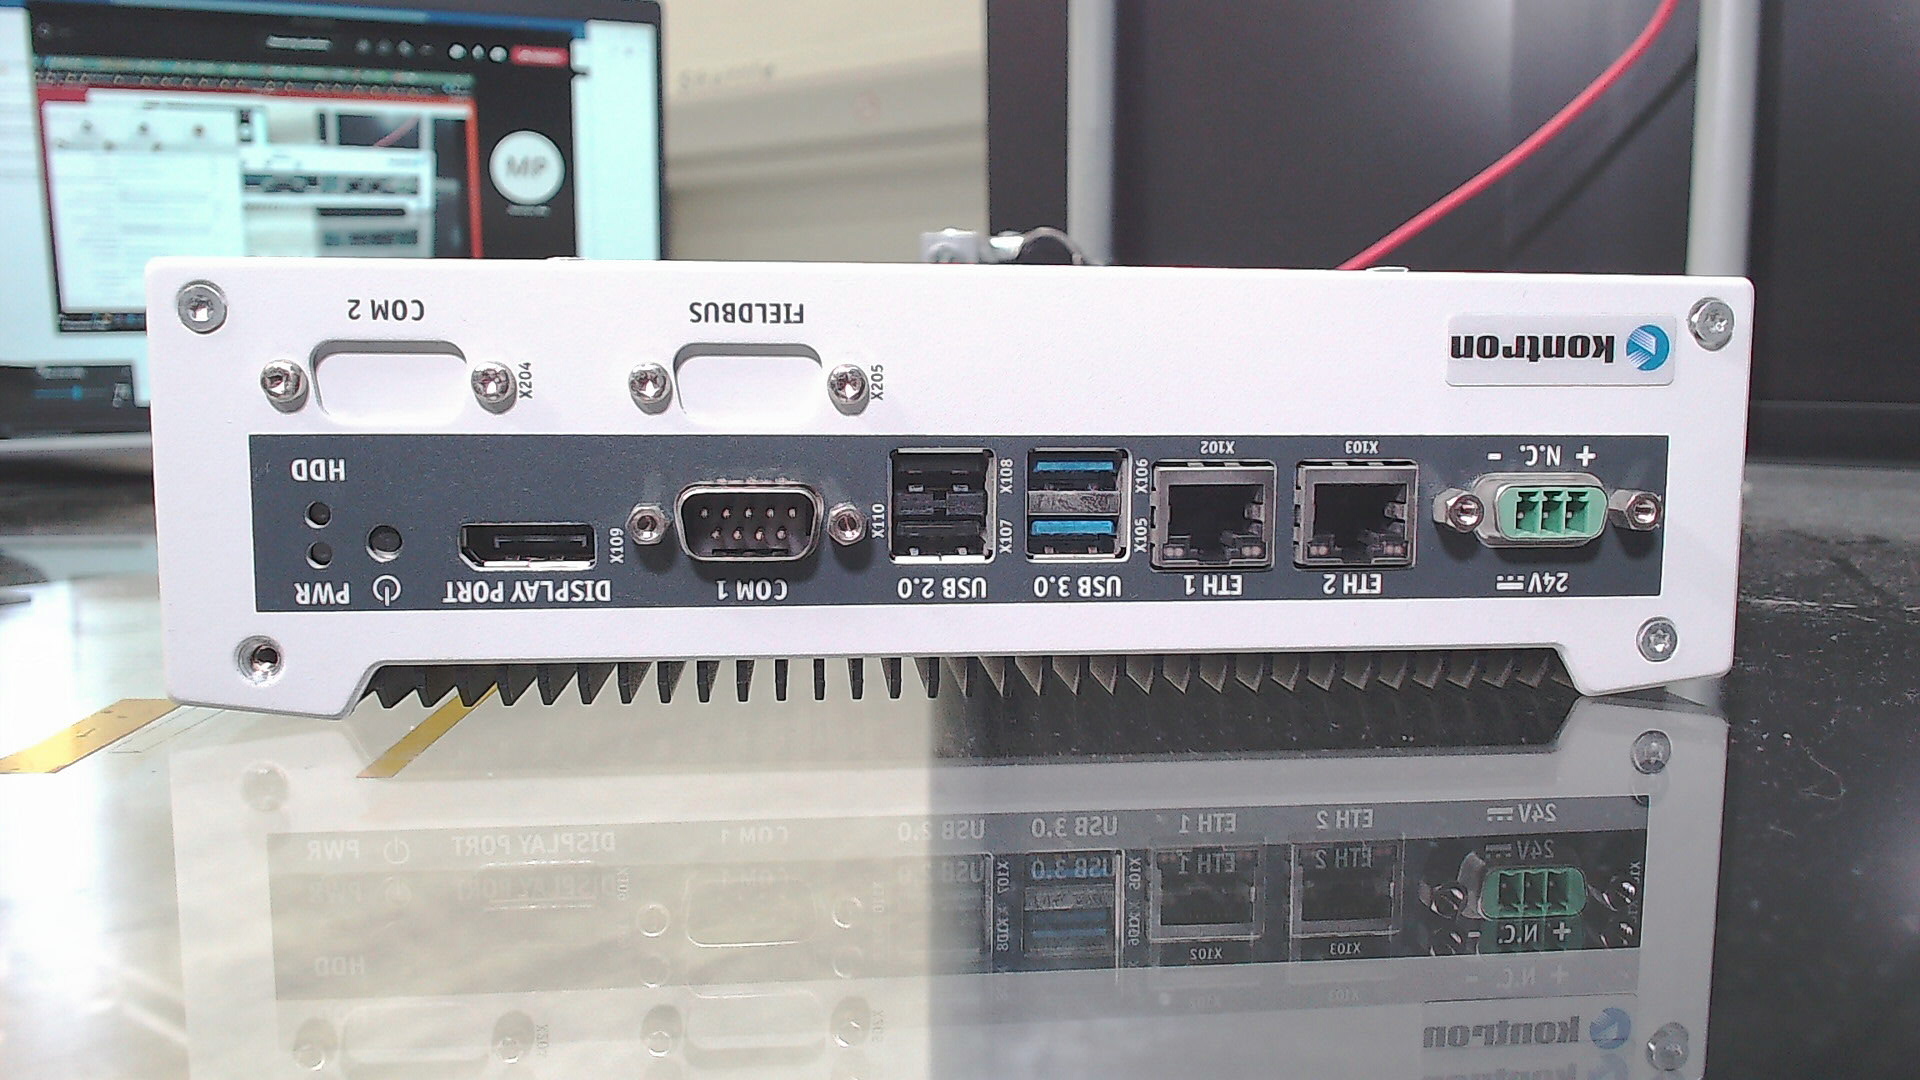 kontron
FIELDBUS
COM 2
X205
X204
24V
ETH 2
ETH 1
USB 3.0
USB 2.0
COM 1
DISPLAY PORT
PWR
HDD
+ N.C. -
X103
X102
X105
X106
X107
X108
X110
X109
MP